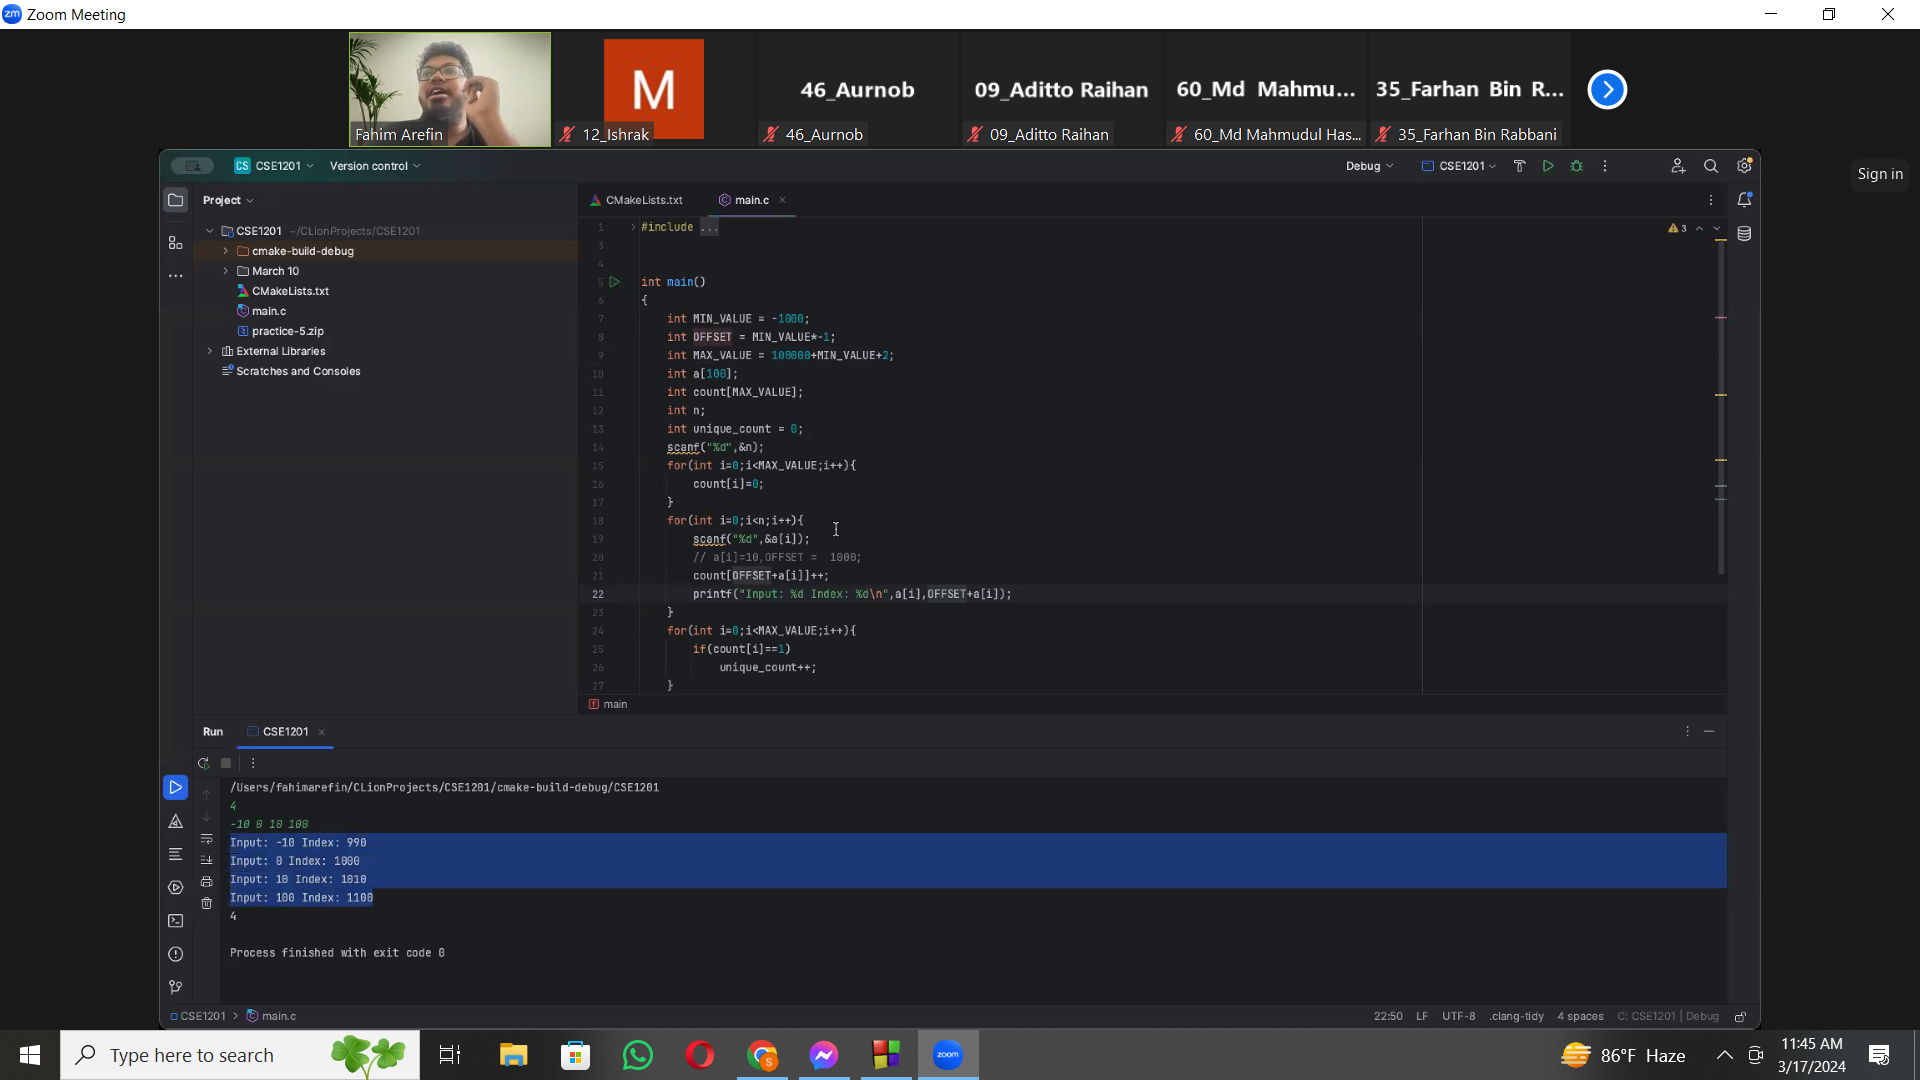 zm Zoom Meeting
Fahim Arefin
M
12_Ishrak
46_Aurnob
46_Aurnob
09_Aditto Raihan
09_Aditto Raihan
60_Md Mahmu...
60_Md Mahmudul Has...
35_Farhan Bin R...
35_Farhan Bin Rabbani
CS CSE1201 Version control Debug CSE1201
Sign in
Project
CSE1201 ~/CLionProjects/CSE1201
cmake-build-debug
March 10
CMakeLists.txt
main.c
practice-5.zip
External Libraries
Scratches and Consoles
CMakeLists.txt main.c
3
1 #include ...
3
4
5 int main()
6 {
7 int MIN_VALUE = -1000;
8 int OFFSET = MIN_VALUE*-1;
9 int MAX_VALUE = 100000+MIN_VALUE+2;
10 int a[100];
11 int count[MAX_VALUE];
12 int n;
13 int unique_count = 0;
14 scanf("%d",&n);
15 for(int i=0;i<MAX_VALUE;i++){
16 count[i]=0;
17 }
18 for(int i=0;i<n;i++){
19 scanf("%d",&a[i]);
20 // a[i]=10,OFFSET = 1000;
21 count[OFFSET+a[i]]++;
22 printf("Input: %d Index: %d\n",a[i],OFFSET+a[i]);
23 }
24 for(int i=0;i<MAX_VALUE;i++){
25 if(count[i]==1)
26 unique_count++;
27 }
f main
Run CSE1201
/Users/fahimarefin/CLionProjects/CSE1201/cmake-build-debug/CSE1201
4
-10 0 10 100
Input: -10 Index: 990
Input: 0 Index: 1000
Input: 10 Index: 1010
Input: 100 Index: 1100
4
Process finished with exit code 0
CSE1201 > main.c
22:50 LF UTF-8 .clang-tidy 4 spaces C: CSE1201 | Debug
Type here to search
zoom
86°F Haze
11:45 AM
3/17/2024